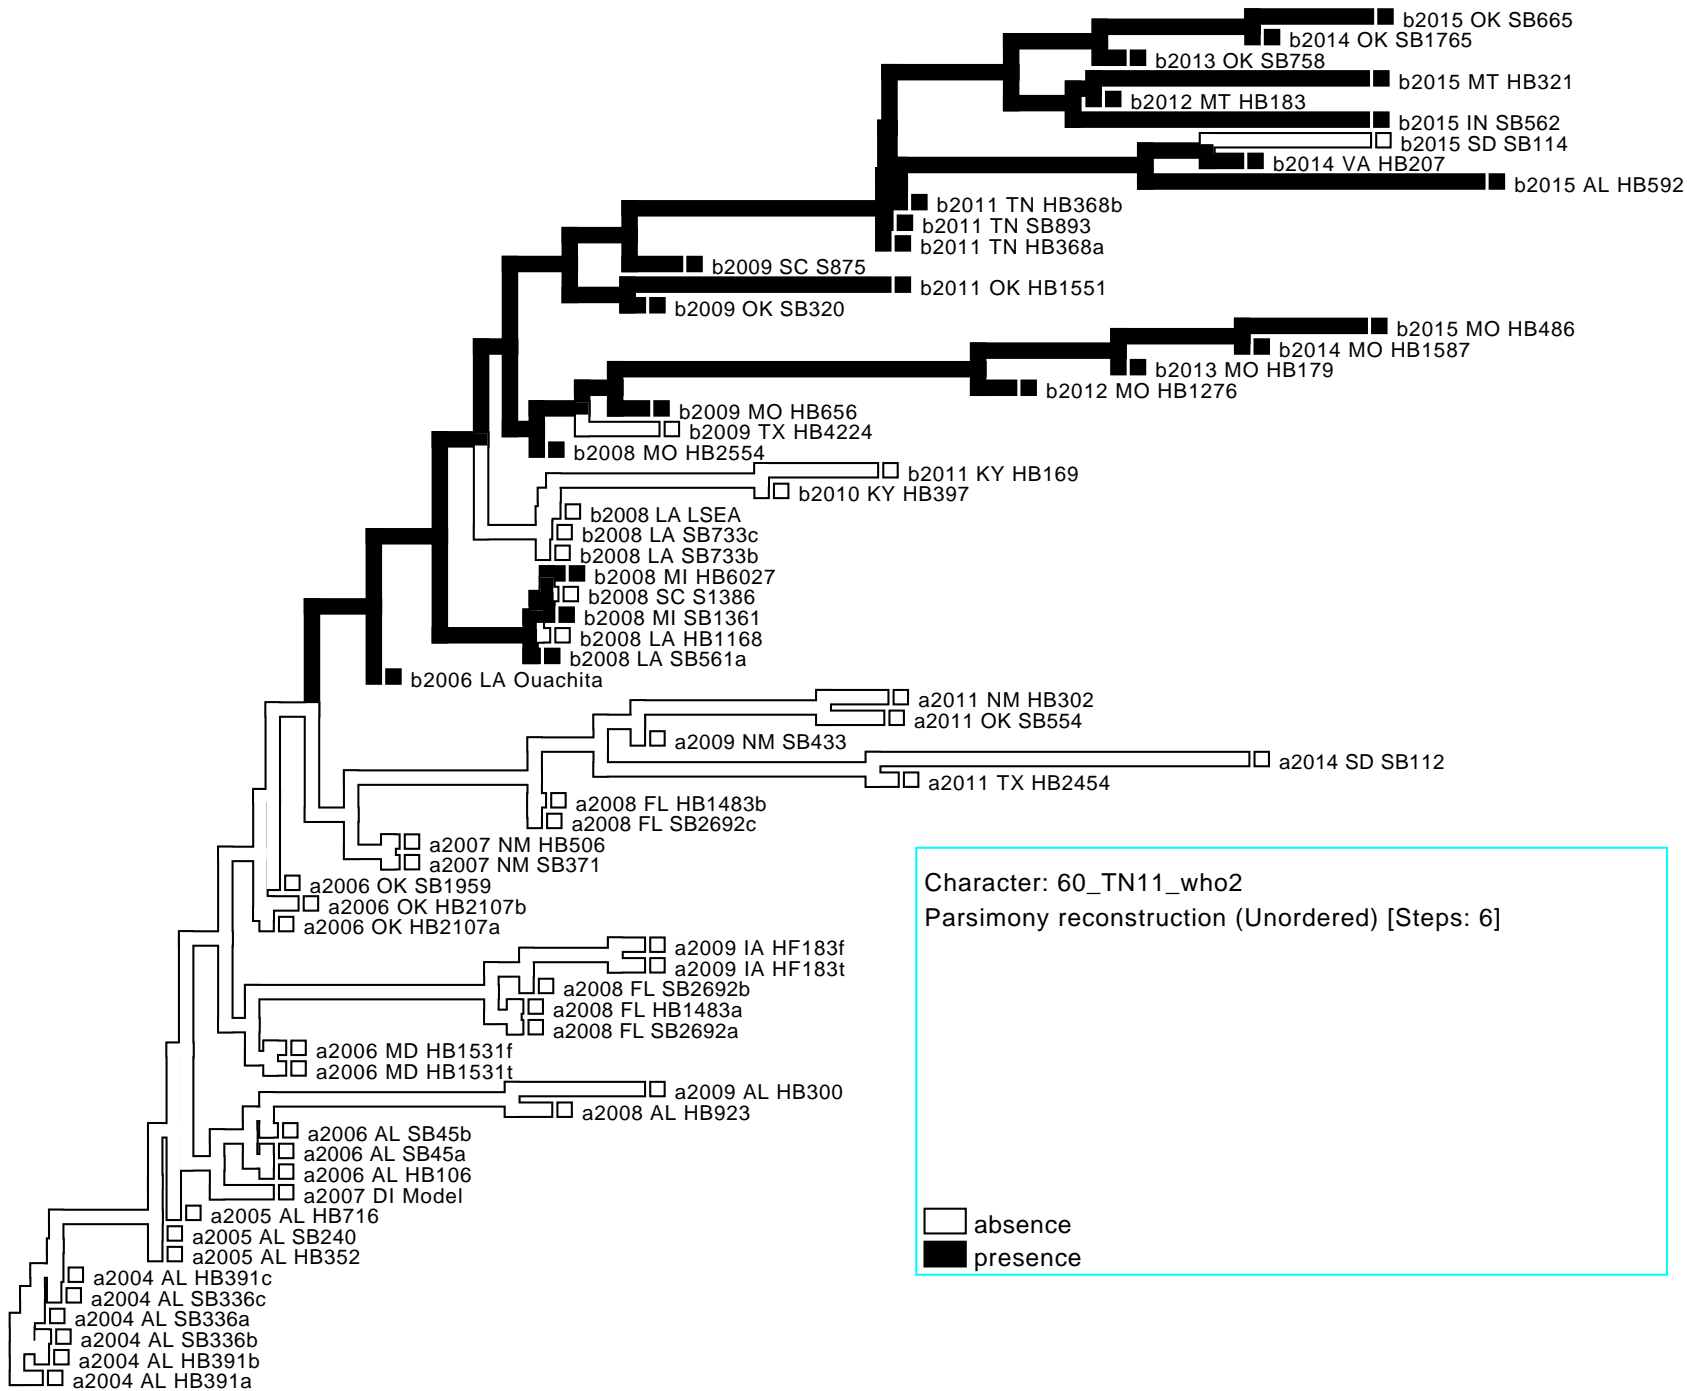 b2015 OK SB665
b2014 OK SB1765
b2013 OK SB758
b2015 MT HB321
b2012 MT HB183
b2015 IN SB562
b2015 SD SB114
b2014 VA HB207
b2015 AL HB592
b2011 TN HB368b
b2011 TN SB893
b2011 TN HB368a
b2009 SC S875
b2011 OK HB1551
b2009 OK SB320
b2015 MO HB486
b2014 MO HB1587
b2013 MO HB179
b2012 MO HB1276
b2009 MO HB656
b2009 TX HB4224
b2008 MO HB2554
b2011 KY HB169
b2010 KY HB397
b2008 LA LSEA
b2008 LA SB733c
b2008 LA SB733b
b2008 MI HB6027
b2008 SC S1386
b2008 MI SB1361
b2008 LA HB1168
b2008 LA SB561a
b2006 LA Ouachita
a2011 NM HB302
a2011 OK SB554
a2009 NM SB433
a2014 SD SB112
a2011 TX HB2454
a2008 FL HB1483b
a2008 FL SB2692c
a2007 NM HB506
a2007 NM SB371
a2006 OK SB1959
a2006 OK HB2107b
a2006 OK HB2107a
a2009 IA HF183f
a2009 IA HF183t
a2008 FL SB2692b
a2008 FL HB1483a
a2008 FL SB2692a
a2006 MD HB1531f
a2006 MD HB1531t
a2009 AL HB300
a2008 AL HB923
a2006 AL SB45b
a2006 AL SB45a
a2006 AL HB106
a2007 DI Model
a2005 AL HB716
a2005 AL SB240
a2005 AL HB352
a2004 AL HB391c
a2004 AL SB336c
a2004 AL SB336a
a2004 AL SB336b
a2004 AL HB391b
a2004 AL HB391a
Character: 60_TN11_who2
Parsimony reconstruction (Unordered) [Steps: 6]
absence
presence